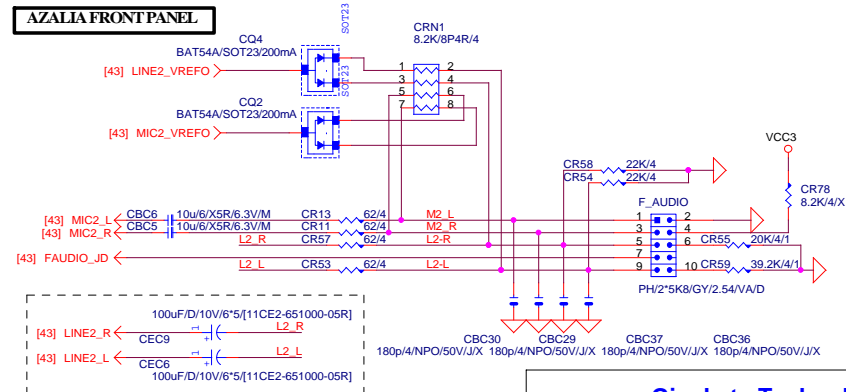 AZALIA FRONT PANEL
SOT23
CQ4
BAT54A/SOT23/200mA
[43] LINE2_VREFO
SOT23
CRN1
8.2K/8P4R/4
1 2
3 4
5 6
7 8
CQ2
BAT54A/SOT23/200mA
[43] MIC2_VREFO
VCC3
CR58 22K/4
CR54 22K/4
CR78
8.2K/4/X
F_AUDIO
[43] MIC2_L CBC6 10u/6/X5R/6.3V/M CR13 62/4 M2_L 1 2
[43] MIC2_R CBC5 10u/6/X5R/6.3V/M CR11 62/4 M2_R 3 4
L2_R CR57 62/4 L2-R 5 6 CR55 20K/4/1
[43] FAUDIO_JD 7
L2_L CR53 62/4 L2-L 9 10 CR59 39.2K/4/1
PH/2*5K8/GY/2.54/VA/D
100uF/D/10V/6*5/[11CE2-651000-05R]
[43] LINE2_R 1 + L2_R
CEC9
[43] LINE2_L 1 + L2_L
CEC6
100uF/D/10V/6*5/[11CE2-651000-05R]
CBC30 CBC29 CBC37 CBC36
180p/4/NPO/50V/J/X 180p/4/NPO/50V/J/X 180p/4/NPO/50V/J/X 180p/4/NPO/50V/J/X